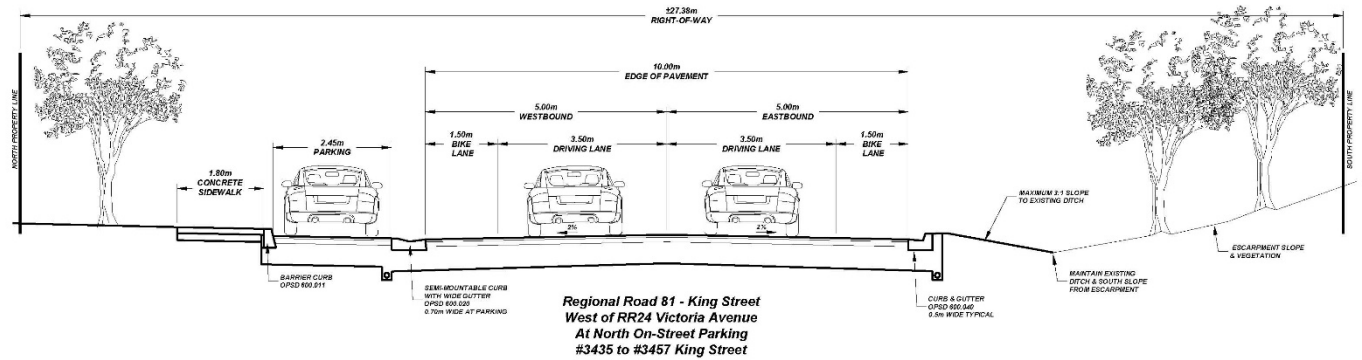 ±27.38m
RIGHT-OF-WAY
10.00m
EDGE OF PAVEMENT
5.00m
WESTBOUND
5.00m
EASTBOUND
NORTH PROPERTY LINE
SOUTH PROPERTY LINE
2.45m
PARKING
1.50m
BIKE
LANE
3.50m
DRIVING LANE
3.50m
DRIVING LANE
1.50m
BIKE
LANE
1.80m
CONCRETE
SIDEWALK
MAXIMUM 3:1 SLOPE
TO EXISTING DITCH
2%
2%
ESCARPMENT SLOPE
& VEGETATION
BARRIER CURB
OPSD 600.011
SEMI-MOUNTABLE CURB
WITH WIDE GUTTER
OPSD 600.020
0.70m WIDE AT PARKING
CURB & GUTTER
OPSD 600.040
0.5m WIDE TYPICAL
MAINTAIN EXISTING
DITCH & SOUTH SLOPE
FROM ESCARPMENT
Regional Road 81 - King Street
West of RR24 Victoria Avenue
At North On-Street Parking
#3435 to #3457 King Street